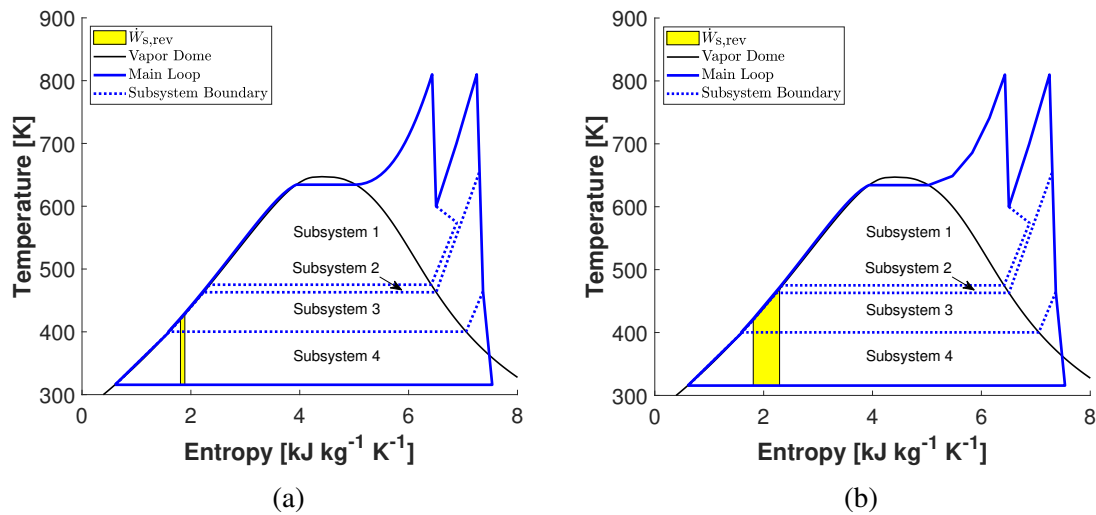 900
800
700
600
500
400
300
Temperature [K]
Ẇs,rev
Vapor Dome
Main Loop
Subsystem Boundary
Subsystem 1
Subsystem 2
Subsystem 3
Subsystem 4
0 2 4 6 8
Entropy [kJ kg⁻¹ K⁻¹]
(a)
900
800
700
600
500
400
300
Temperature [K]
Ẇs,rev
Vapor Dome
Main Loop
Subsystem Boundary
Subsystem 1
Subsystem 2
Subsystem 3
Subsystem 4
0 2 4 6 8
Entropy [kJ kg⁻¹ K⁻¹]
(b)